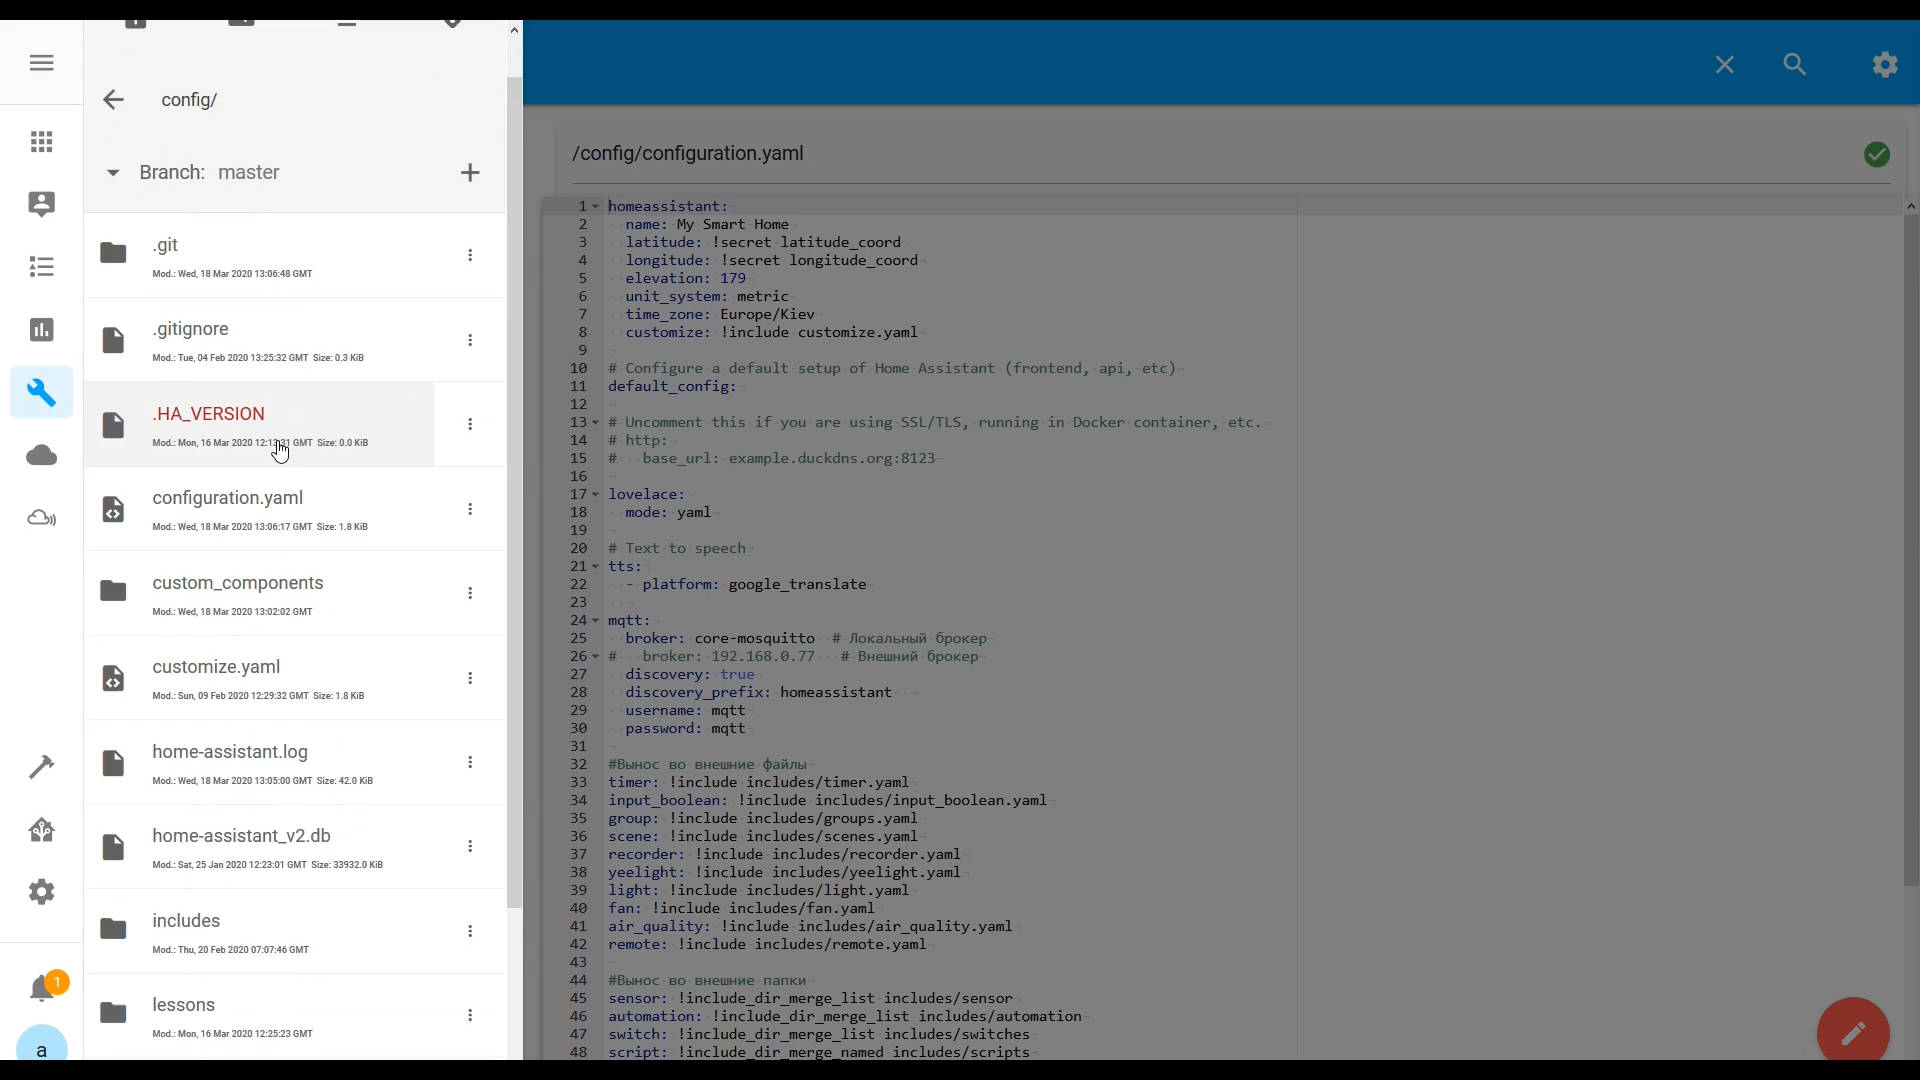 config/
Branch: master
.git
Mod.: Wed, 18 Mar 2020 13:06:48 GMT
.gitignore
Mod.: Tue, 04 Feb 2020 13:25:32 GMT Size: 0.3 KiB
.HA_VERSION
Mod.: Mon, 16 Mar 2020 12:13:31 GMT Size: 0.0 KiB
configuration.yaml
Mod.: Wed, 18 Mar 2020 13:06:17 GMT Size: 1.8 KiB
custom_components
Mod.: Wed, 18 Mar 2020 13:02:02 GMT
customize.yaml
Mod.: Sun, 09 Feb 2020 12:29:32 GMT Size: 1.8 KiB
home-assistant.log
Mod.: Wed, 18 Mar 2020 13:05:00 GMT Size: 42.0 KiB
home-assistant_v2.db
Mod.: Sat, 25 Jan 2020 12:23:01 GMT Size: 33932.0 KiB
includes
Mod.: Thu, 20 Feb 2020 07:07:46 GMT
lessons
Mod.: Mon, 16 Mar 2020 12:25:23 GMT
1
a
/config/configuration.yaml
1 homeassistant:
2 name: My Smart Home
3 latitude: !secret latitude_coord
4 longitude: !secret longitude_coord
5 elevation: 179
6 unit_system: metric
7 time_zone: Europe/Kiev
8 customize: !include customize.yaml
9
10 # Configure a default setup of Home Assistant (frontend, api, etc)
11 default_config:
12
13 # Uncomment this if you are using SSL/TLS, running in Docker container, etc.
14 # http:
15 # base_url: example.duckdns.org:8123
16
17 lovelace:
18 mode: yaml
19
20 # Text to speech
21 tts:
22 - platform: google_translate
23
24 mqtt:
25 broker: core-mosquitto # Локальный брокер
26 # broker: 192.168.0.77 # Внешний брокер
27 discovery: true
28 discovery_prefix: homeassistant
29 username: mqtt
30 password: mqtt
31
32 #Вынос во внешние файлы
33 timer: !include includes/timer.yaml
34 input_boolean: !include includes/input_boolean.yaml
35 group: !include includes/groups.yaml
36 scene: !include includes/scenes.yaml
37 recorder: !include includes/recorder.yaml
38 yeelight: !include includes/yeelight.yaml
39 light: !include includes/light.yaml
40 fan: !include includes/fan.yaml
41 air_quality: !include includes/air_quality.yaml
42 remote: !include includes/remote.yaml
43
44 #Вынос во внешние папки
45 sensor: !include_dir_merge_list includes/sensor
46 automation: !include_dir_merge_list includes/automation
47 switch: !include_dir_merge_list includes/switches
48 script: !include_dir_merge_named includes/scripts